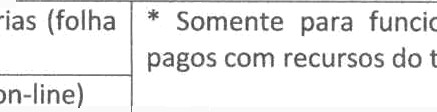 rias (folha
* Somente para funcio
pagos com recursos do t
on-line)